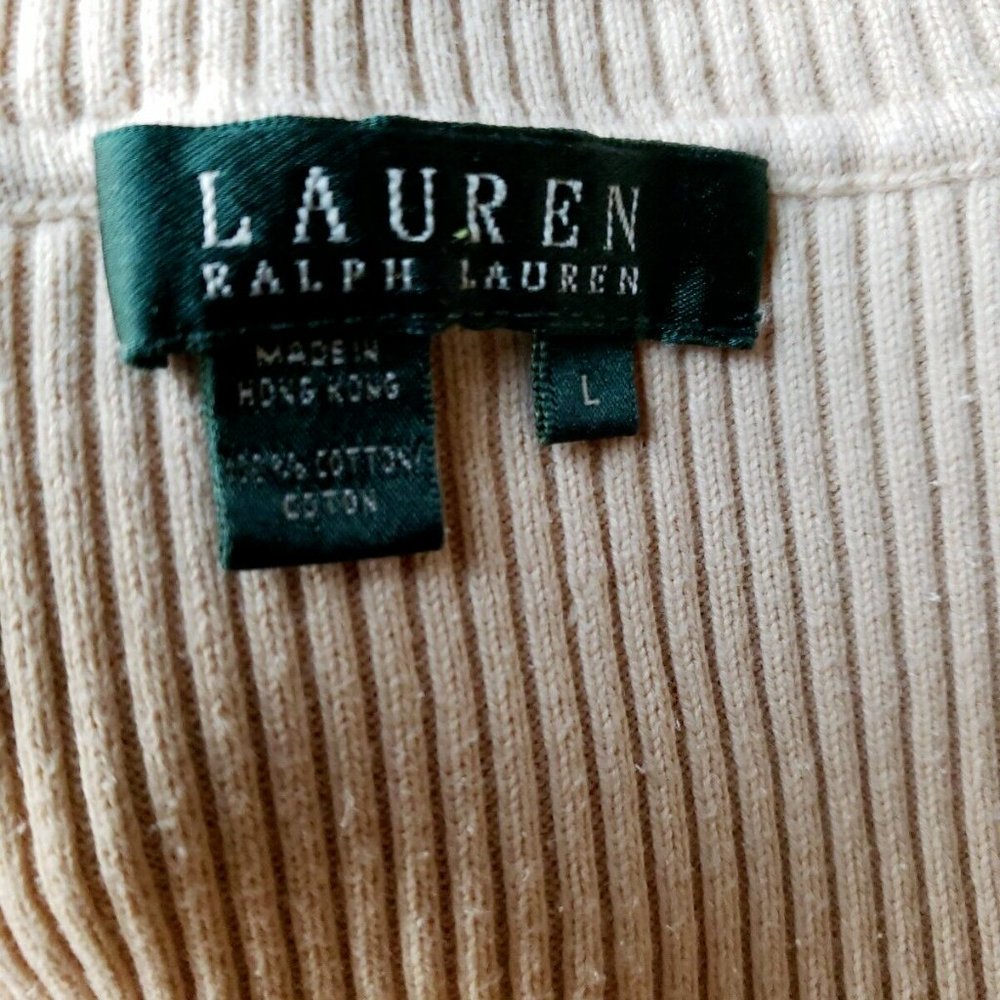 LAUREN
RALPH LAUREN
MADE IN
HONG KONG
L
100% COTTON/
COTON